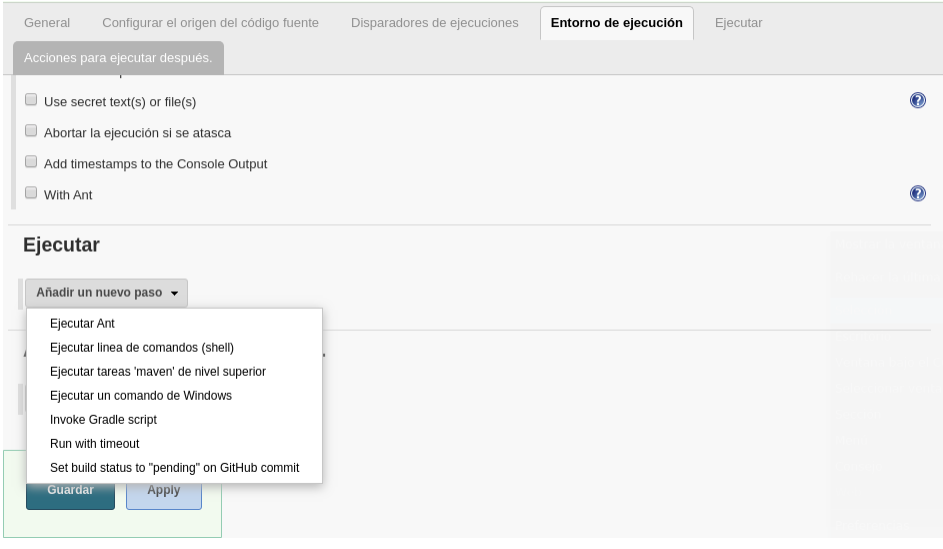 General Configurar el origen del código fuente Disparadores de ejecuciones Entorno de ejecución Ejecutar
Acciones para ejecutar después.
Use secret text(s) or file(s)
Abortar la ejecución si se atasca
Add timestamps to the Console Output
With Ant
Ejecutar
Añadir un nuevo paso
Ejecutar Ant
Ejecutar linea de comandos (shell)
Ejecutar tareas 'maven' de nivel superior
Ejecutar un comando de Windows
Invoke Gradle script
Run with timeout
Set build status to "pending" on GitHub commit
Guardar Apply